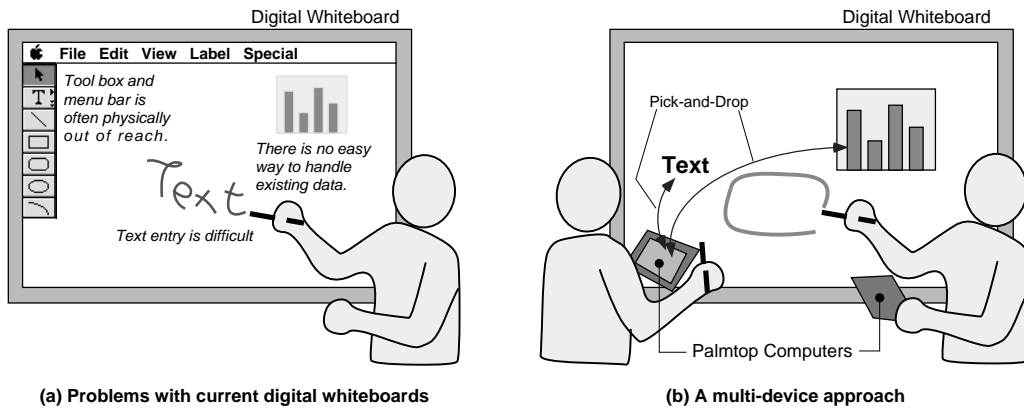 Digital Whiteboard
File Edit View Label Special
Tool box and
menu bar is
often physically
out of reach.
T
There is no easy
way to handle
existing data.
Text
Text entry is difficult
(a) Problems with current digital whiteboards
Digital Whiteboard
Pick-and-Drop
Text
Palmtop Computers
(b) A multi-device approach